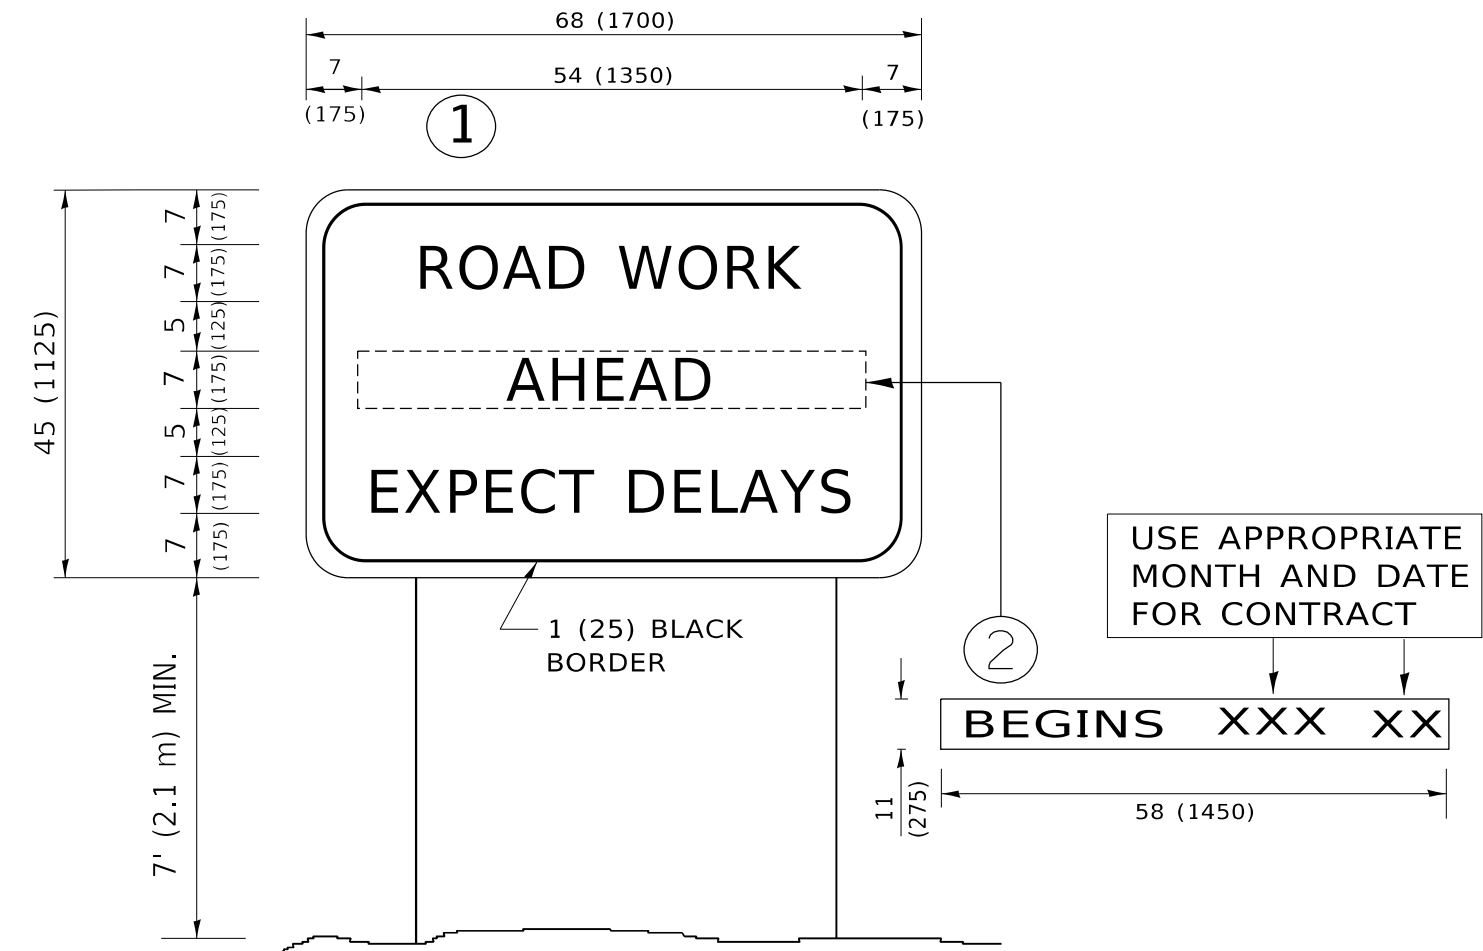 68 (1700)
7 54 (1350) 7
(175) (175)
1
45 (1125)
7 (175)
7 (175)
5 (125)
7 (175)
5 (125)
7 (175)
7 (175)
ROAD WORK
AHEAD
EXPECT DELAYS
1 (25) BLACK
BORDER
7' (2.1 m) MIN.
2
USE APPROPRIATE
MONTH AND DATE
FOR CONTRACT
BEGINS XXX XX
11
(275)
58 (1450)